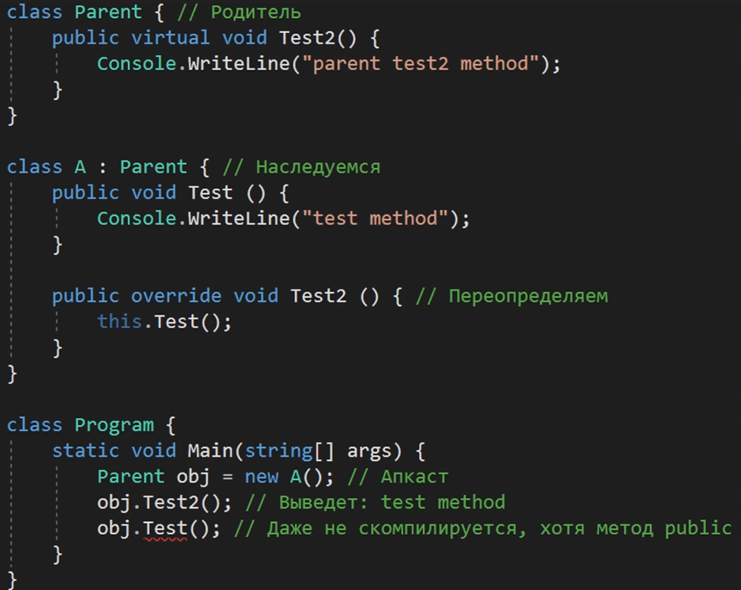 class Parent { // Родитель
public virtual void Test2() {
Console.WriteLine("parent test2 method");
}
}
class A : Parent { // Наследуемся
public void Test () {
Console.WriteLine("test method");
}
public override void Test2 () { // Переопределяем
this.Test();
}
}
class Program {
static void Main(string[] args) {
Parent obj = new A(); // Апкаст
obj.Test2(); // Выведет: test method
obj.Test(); // Даже не скомпилируется, хотя метод public
}
}